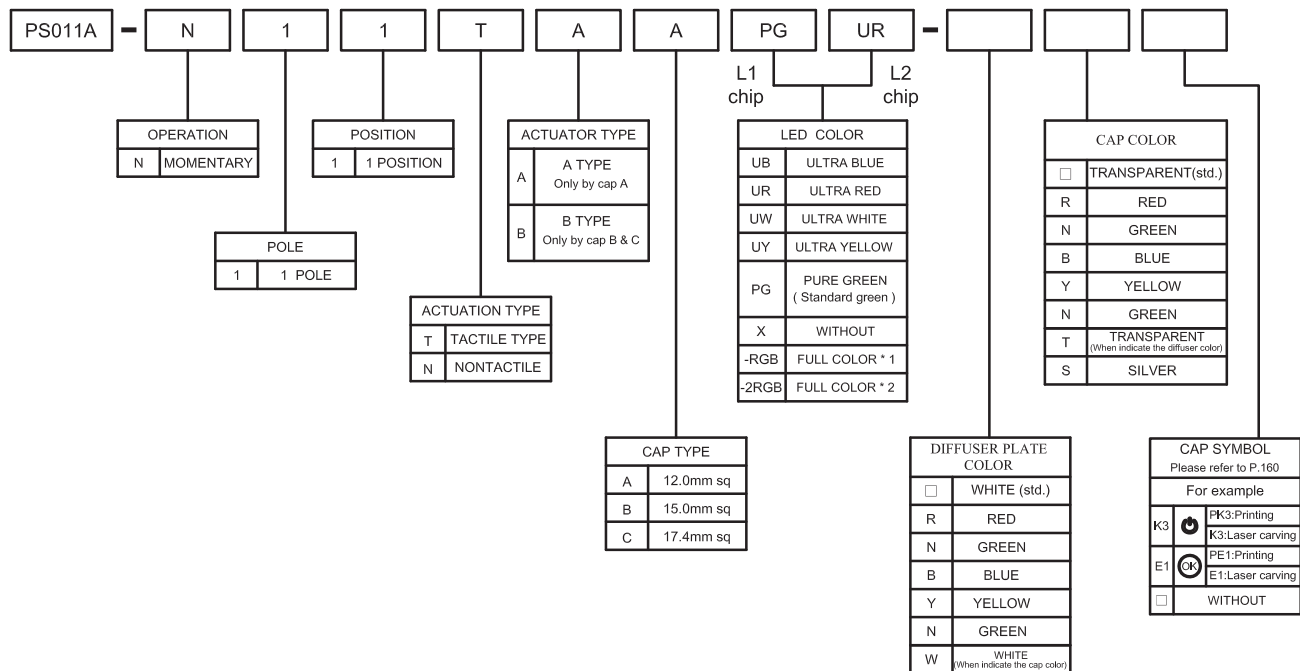 PS011A - N 1 1 T A A PG UR -
L1 chip
L2 chip
OPERATION
N MOMENTARY
POLE
1 1 POLE
POSITION
1 1 POSITION
ACTUATION TYPE
T TACTILE TYPE
N NONTACTILE
ACTUATOR TYPE
A A TYPE
Only by cap A
B B TYPE
Only by cap B & C
CAP TYPE
A 12.0mm sq
B 15.0mm sq
C 17.4mm sq
LED COLOR
UB ULTRA BLUE
UR ULTRA RED
UW ULTRA WHITE
UY ULTRA YELLOW
PG PURE GREEN
( Standard green )
X WITHOUT
-RGB FULL COLOR * 1
-2RGB FULL COLOR * 2
DIFFUSER PLATE
COLOR
□ WHITE (std.)
R RED
N GREEN
B BLUE
Y YELLOW
N GREEN
W WHITE
(When indicate the cap color)
CAP COLOR
□ TRANSPARENT(std.)
R RED
N GREEN
B BLUE
Y YELLOW
N GREEN
T TRANSPARENT
(When indicate the diffuser color)
S SILVER
CAP SYMBOL
Please refer to P.160
For example
K3 PK3:Printing
K3:Laser carving
E1 OK PE1:Printing
E1:Laser carving
□ WITHOUT